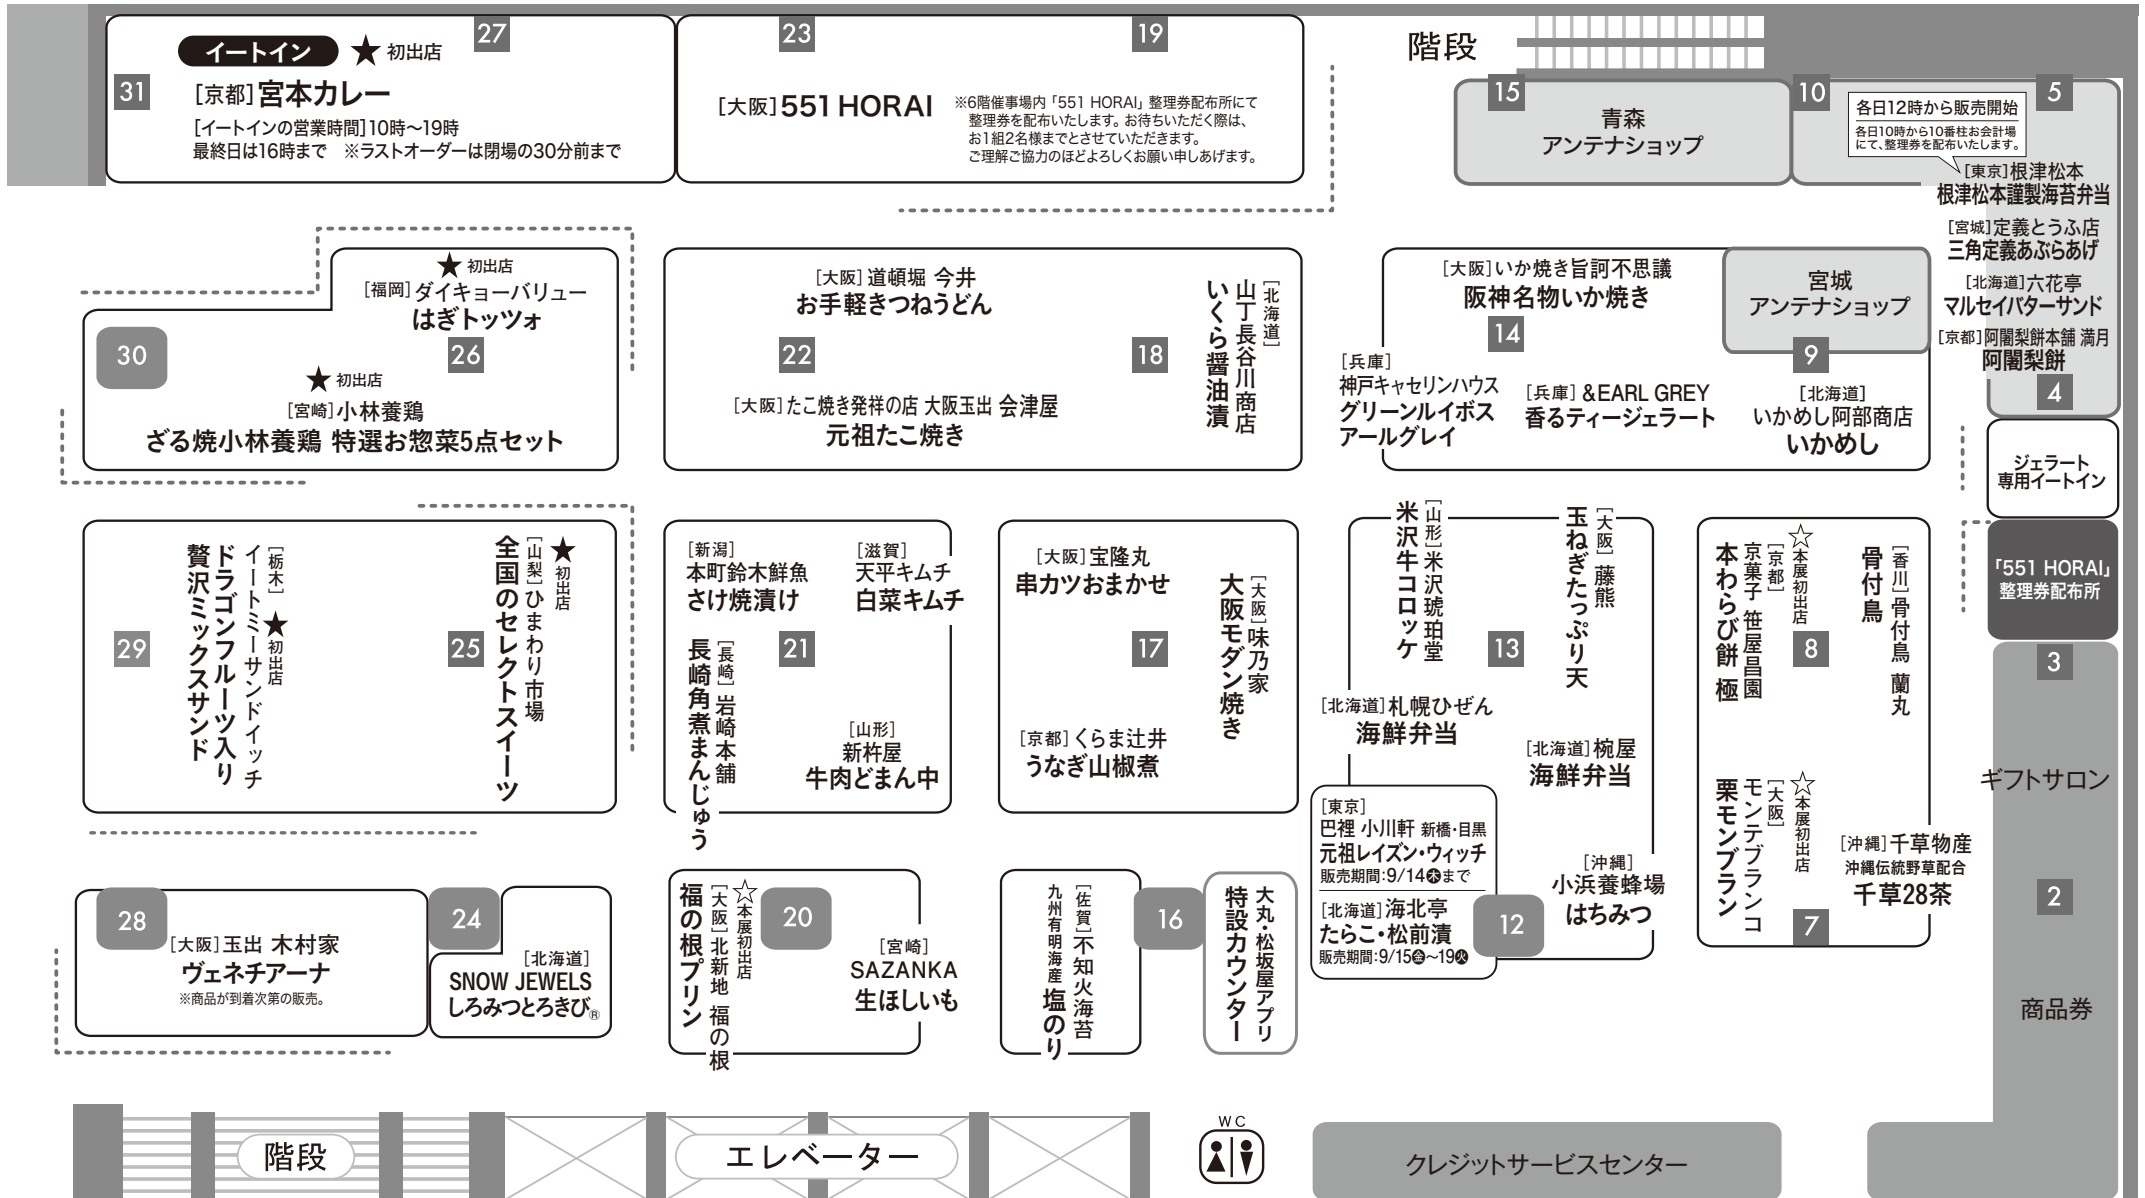 27
イートイン ★初出店
31
[京都]宮本カレー
[イートインの営業時間]10時〜19時
最終日は16時まで ※ラストオーダーは閉場の30分前まで
23
19
[大阪]551 HORAI
※6階催事場内「551 HORAI」整理券配布所にて
整理券を配布いたします。お待ちいただく際は、
お1組2名様までとさせていただきます。
ご理解ご協力のほどよろしくお願い申しあげます。
階段
15
青森
アンテナショップ
10
5
各日12時から販売開始
各日10時から10番柱お会計場
にて、整理券を配布いたします。
[東京]根津松本
根津松本謹製海苔弁当
[宮城]定義とうふ店
三角定義あぶらあげ
[北海道]六花亭
マルセイバターサンド
[京都]阿闍梨餅本舗 満月
阿闍梨餅
4
★初出店
[福岡]ダイキョーバリュー
はぎトッツォ
30
26
★初出店
[宮崎]小林養鶏
ざる焼小林養鶏 特選お惣菜5点セット
[大阪]道頓堀 今井
お手軽きつねうどん
22
18
[大阪]たこ焼き発祥の店 大阪玉出 会津屋
元祖たこ焼き
[北海道]
山丁長谷川商店
いくら醤油漬
[大阪]いか焼き旨訶不思議
阪神名物いか焼き
14
宮城
アンテナショップ
9
[兵庫]
神戸キャセリンハウス
グリーンルイボス
アールグレイ
[兵庫]&EARL GREY
香るティージェラート
[北海道]
いかめし阿部商店
いかめし
ジェラート
専用イートイン
「551 HORAI」
整理券配布所
29
[栃木]★初出店
イートミーサンドイッチ
ドラゴンフルーツ入り
贅沢ミックスサンド
25
★初出店
[山梨]ひまわり市場
全国のセレクトスイーツ
[新潟]
本町鈴木鮮魚
さけ焼漬け
[滋賀]
天平キムチ
白菜キムチ
21
[長崎]岩崎本舗
長崎角煮まんじゅう
[山形]
新杵屋
牛肉どまん中
[大阪]宝隆丸
串カツおまかせ
17
[大阪]味乃家
大阪モダン焼き
[京都]くらま辻井
うなぎ山椒煮
[山形]米沢琥珀堂
米沢牛コロッケ
13
[大阪]藤熊
玉ねぎたっぷり天
[北海道]札幌ひぜん
海鮮弁当
[北海道]椀屋
海鮮弁当
[東京]
巴裡 小川軒 新橋・目黒
元祖レイズン・ウィッチ
販売期間:9/14木まで
[北海道]海北亭
たらこ・松前漬
販売期間:9/15金〜19火
12
[沖縄]
小浜養蜂場
はちみつ
☆本展初出店
[京都]
京菓子 笹屋昌園
本わらび餅 極
8
[香川]骨付鳥 蘭丸
骨付鳥
☆本展初出店
[大阪]
モンテブランコ
栗モンブラン
7
[沖縄]千草物産
沖縄伝統野草配合
千草28茶
3
ギフトサロン
2
商品券
28
[大阪]玉出 木村家
ヴェネチアーナ
※商品が到着次第の販売。
24
[北海道]
SNOW JEWELS
しろみつとろきび®
☆本展初出店
[大阪]北新地 福の根
福の根プリン
20
[宮崎]
SAZANKA
生ほしいも
[佐賀]不知火海苔
九州有明海産 塩のり
16
大丸・松坂屋アプリ
特設カウンター
階段
エレベーター
WC
クレジットサービスセンター